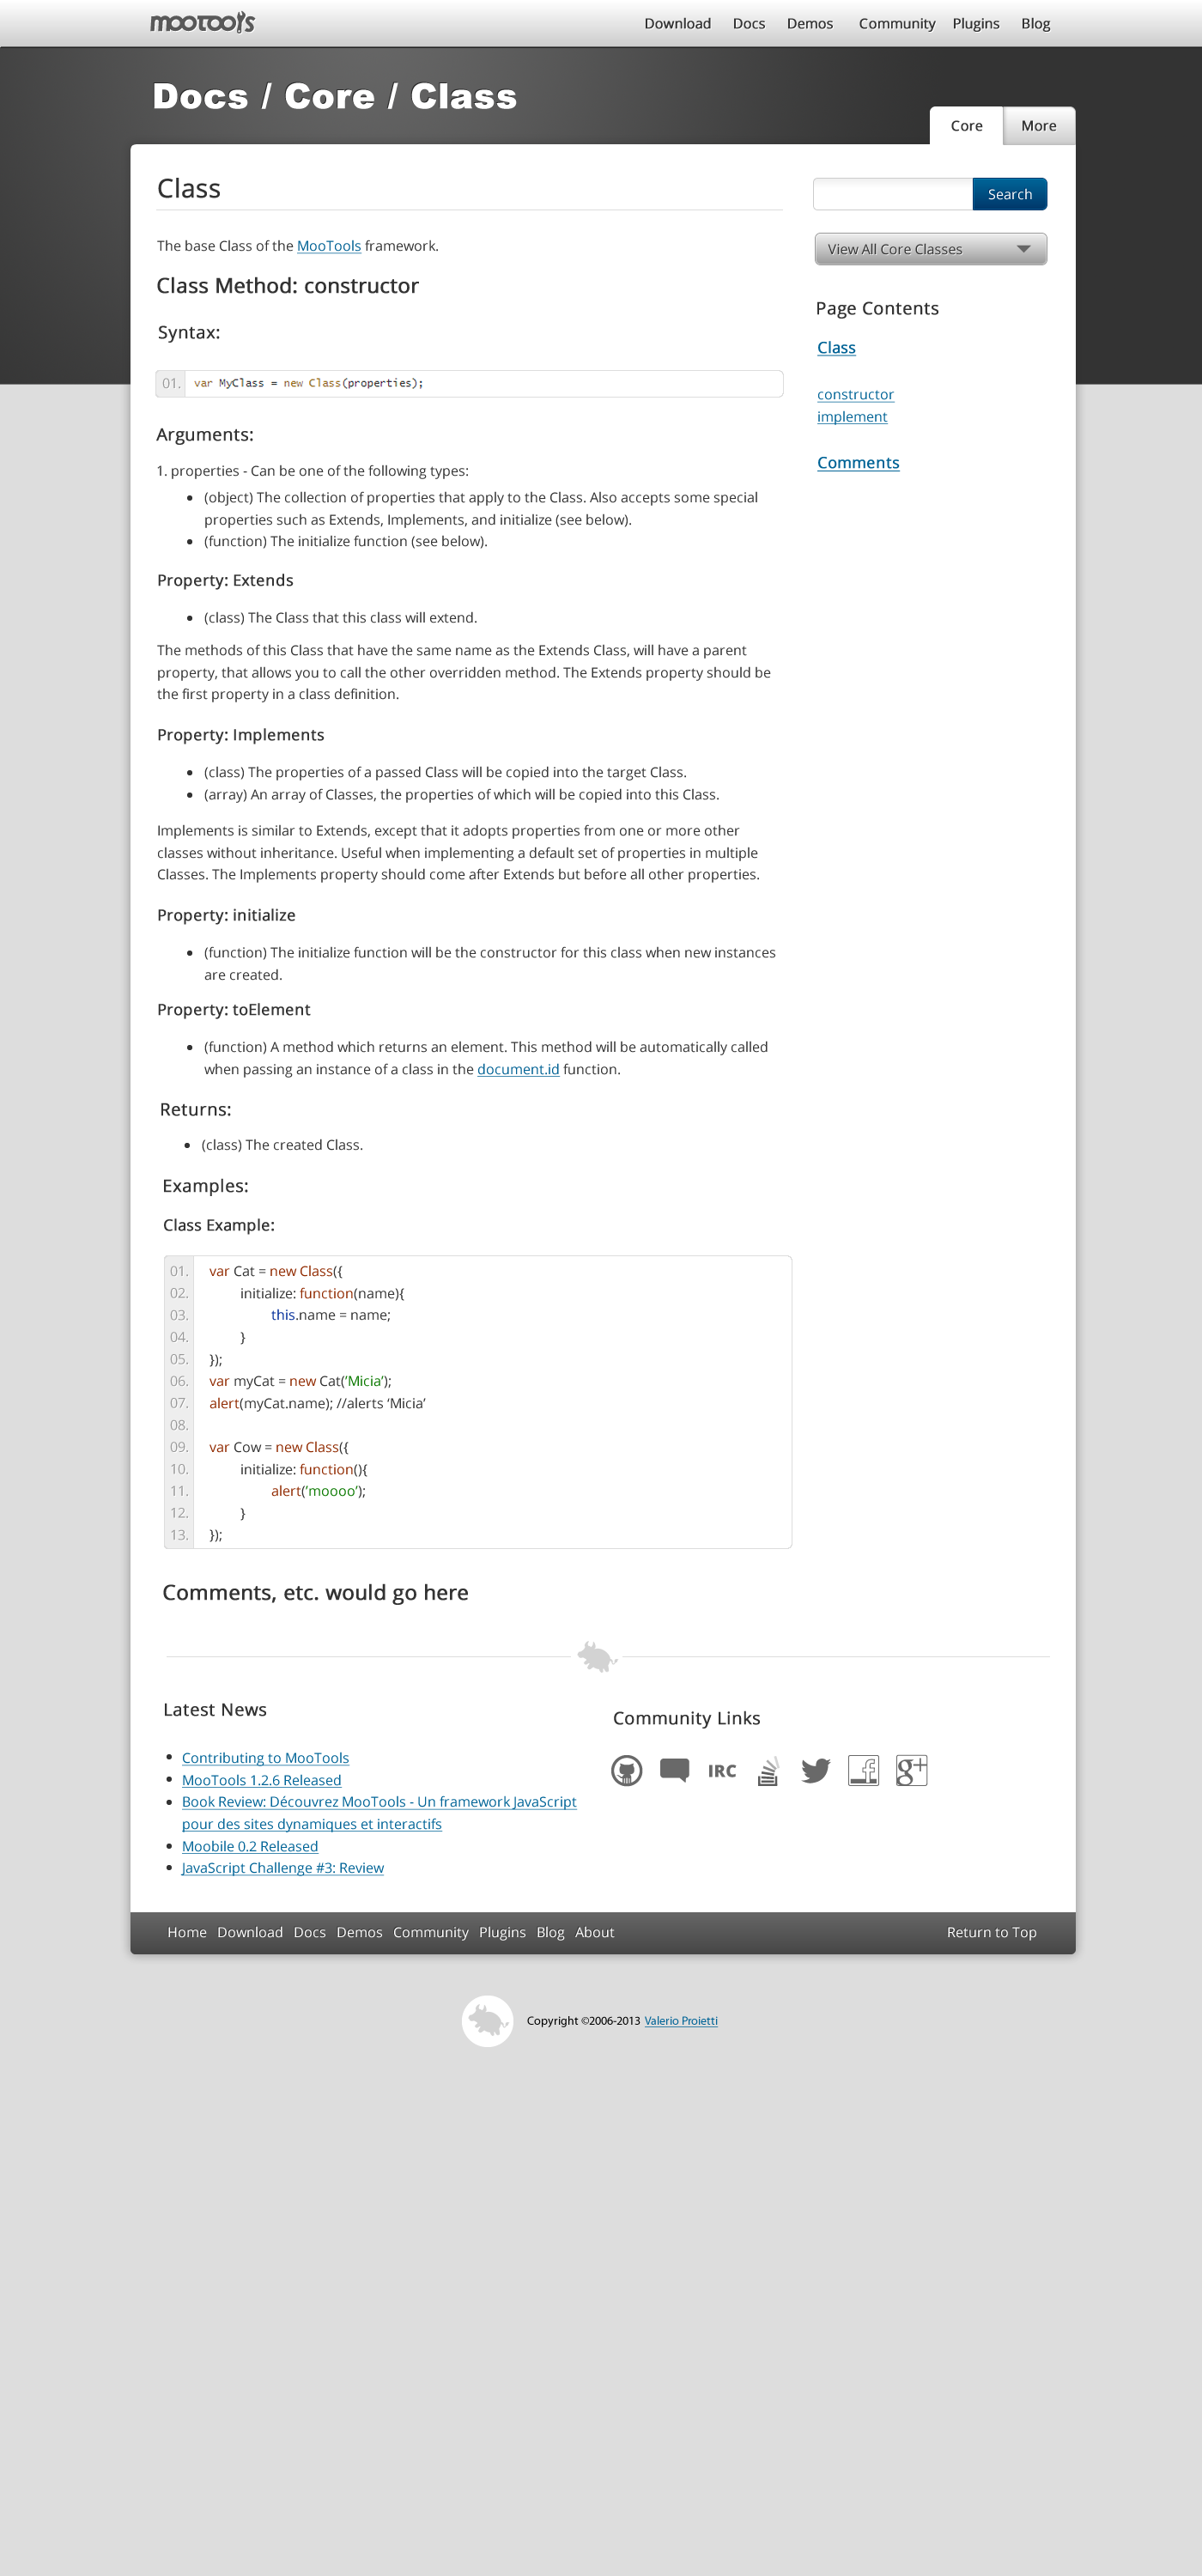 mootools
Download Docs Demos Community Plugins Blog
Docs / Core / Class
Core More
Class
Search
The base Class of the MooTools framework.
View All Core Classes
Class Method: constructor
Page Contents
Syntax:
Class
01. var MyClass = new Class(properties);
constructor
implement
Arguments:
Comments
1. properties - Can be one of the following types:
• (object) The collection of properties that apply to the Class. Also accepts some special
properties such as Extends, Implements, and initialize (see below).
• (function) The initialize function (see below).
Property: Extends
• (class) The Class that this class will extend.
The methods of this Class that have the same name as the Extends Class, will have a parent
property, that allows you to call the other overridden method. The Extends property should be
the first property in a class definition.
Property: Implements
• (class) The properties of a passed Class will be copied into the target Class.
• (array) An array of Classes, the properties of which will be copied into this Class.
Implements is similar to Extends, except that it adopts properties from one or more other
classes without inheritance. Useful when implementing a default set of properties in multiple
Classes. The Implements property should come after Extends but before all other properties.
Property: initialize
• (function) The initialize function will be the constructor for this class when new instances
are created.
Property: toElement
• (function) A method which returns an element. This method will be automatically called
when passing an instance of a class in the document.id function.
Returns:
• (class) The created Class.
Examples:
Class Example:
01. var Cat = new Class({
02. initialize: function(name){
03. this.name = name;
04. }
05. });
06. var myCat = new Cat(’Micia’);
07. alert(myCat.name); //alerts ‘Micia’
08.
09. var Cow = new Class({
10. initialize: function(){
11. alert(’moooo’);
12. }
13. });
Comments, etc. would go here
Latest News
Community Links
IRC
g+
• Contributing to MooTools
• MooTools 1.2.6 Released
• Book Review: Découvrez MooTools - Un framework JavaScript
pour des sites dynamiques et interactifs
• Moobile 0.2 Released
• JavaScript Challenge #3: Review
Home Download Docs Demos Community Plugins Blog About Return to Top
Copyright ©2006-2013 Valerio Proietti